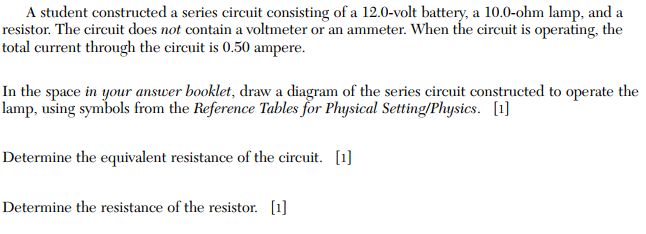 A student constructed a series circuit consisting of a 12.0-volt battery, a 10.0-ohm lamp, and a
resistor. The circuit does not contain a voltmeter or an ammeter. When the circuit is operating, the
total current through the circuit is 0.50 ampere.
In the space in your answer booklet, draw a diagram of the series circuit constructed to operate the
lamp, using symbols from the Reference Tables for Physical Setting/Physics. [1]
Determine the equivalent resistance of the circuit. [1]
Determine the resistance of the resistor. [1]